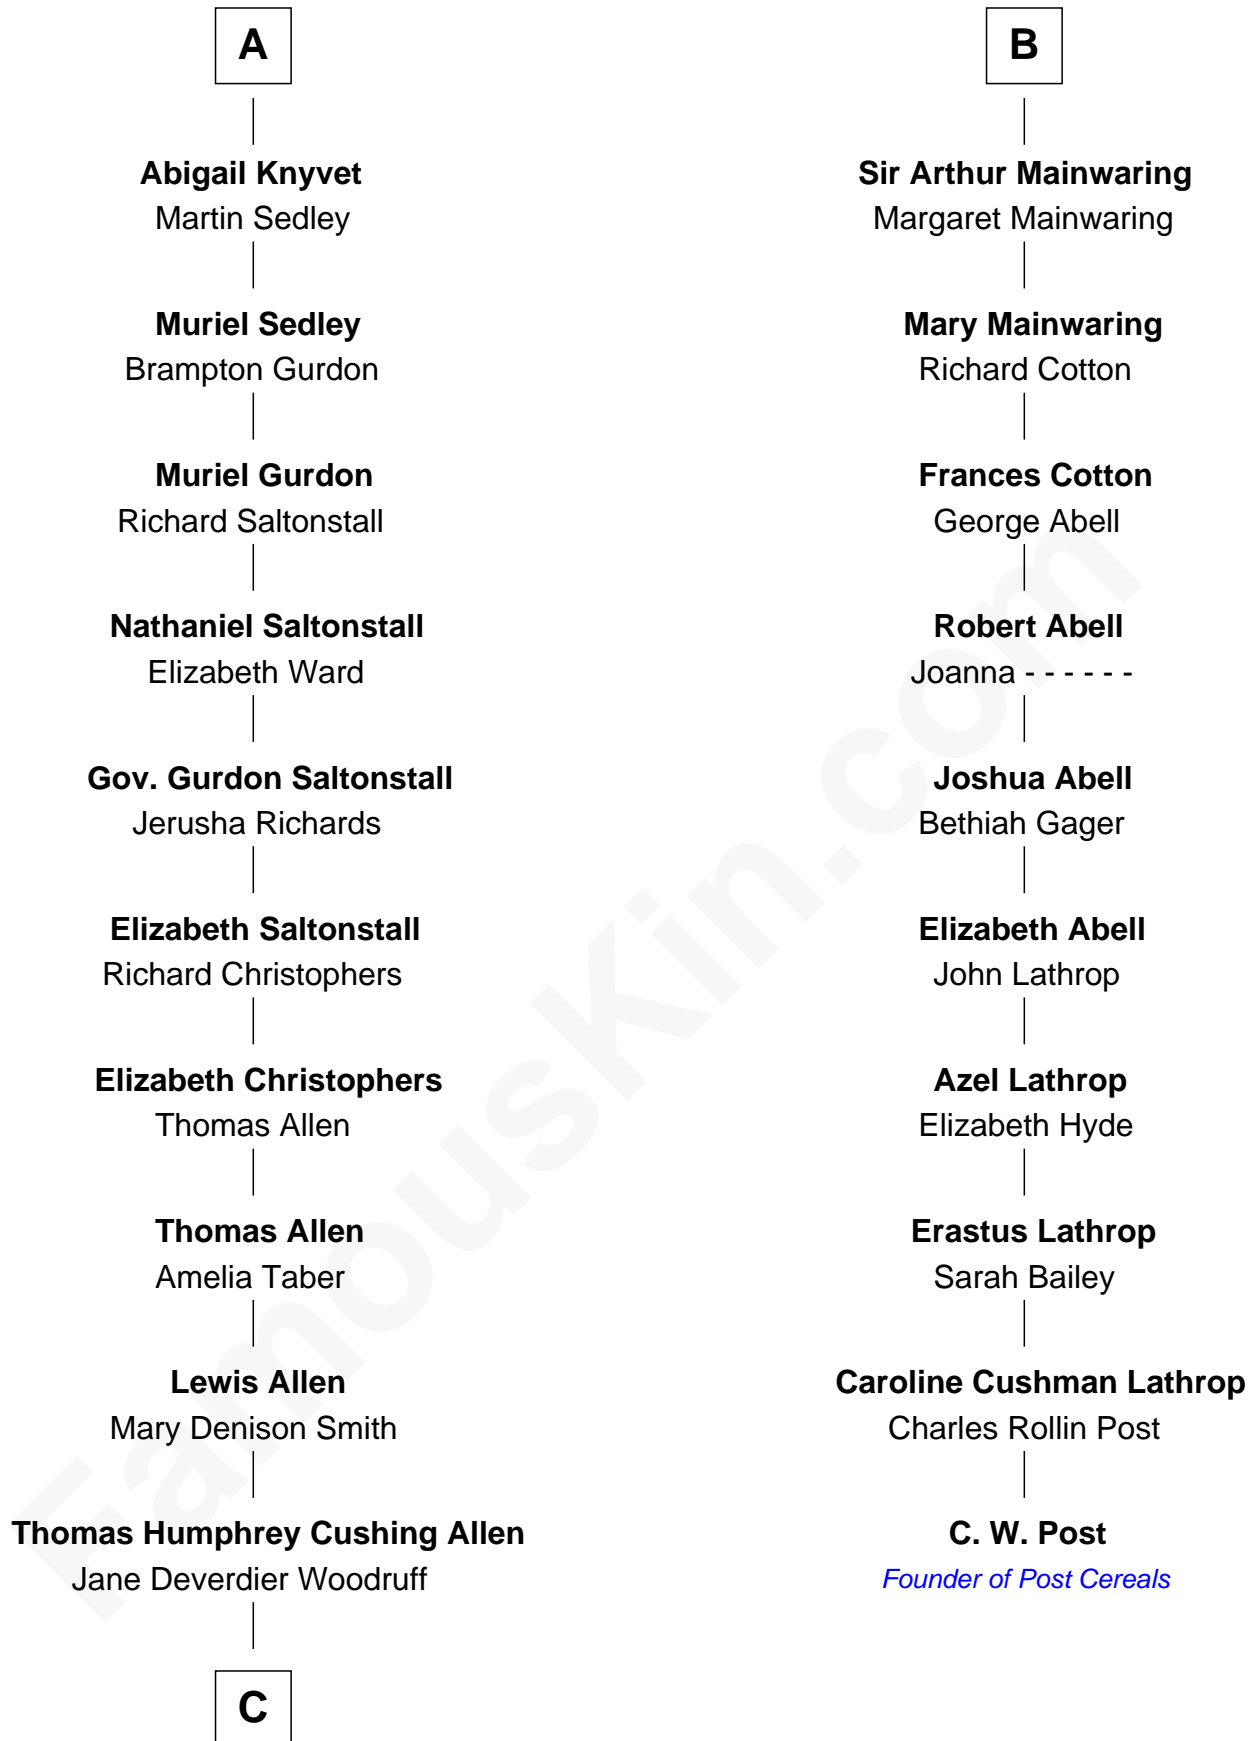 A
Abigail Knyvet
Martin Sedley
Muriel Sedley
Brampton Gurdon
Muriel Gurdon
Richard Saltonstall
Nathaniel Saltonstall
Elizabeth Ward
Gov. Gurdon Saltonstall
Jerusha Richards
Elizabeth Saltonstall
Richard Christophers
Elizabeth Christophers
Thomas Allen
Thomas Allen
Amelia Taber
Lewis Allen
Mary Denison Smith
Thomas Humphrey Cushing Allen
Jane Deverdier Woodruff
C
B
Sir Arthur Mainwaring
Margaret Mainwaring
Mary Mainwaring
Richard Cotton
Frances Cotton
George Abell
Robert Abell
Joanna - - - - - -
Joshua Abell
Bethiah Gager
Elizabeth Abell
John Lathrop
Azel Lathrop
Elizabeth Hyde
Erastus Lathrop
Sarah Bailey
Caroline Cushman Lathrop
Charles Rollin Post
C. W. Post
Founder of Post Cereals
FamousKin.com